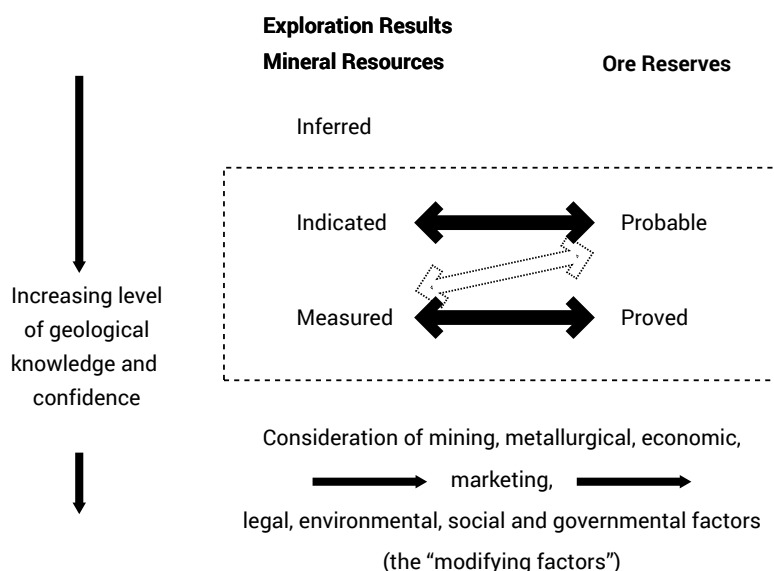 Exploration Results
Mineral Resources
Ore Reserves
Inferred
Indicated
Probable
Measured
Proved
Increasing level
of geological
knowledge and
confidence
Consideration of mining, metallurgical, economic,
marketing,
legal, environmental, social and governmental factors
(the “modifying factors”)